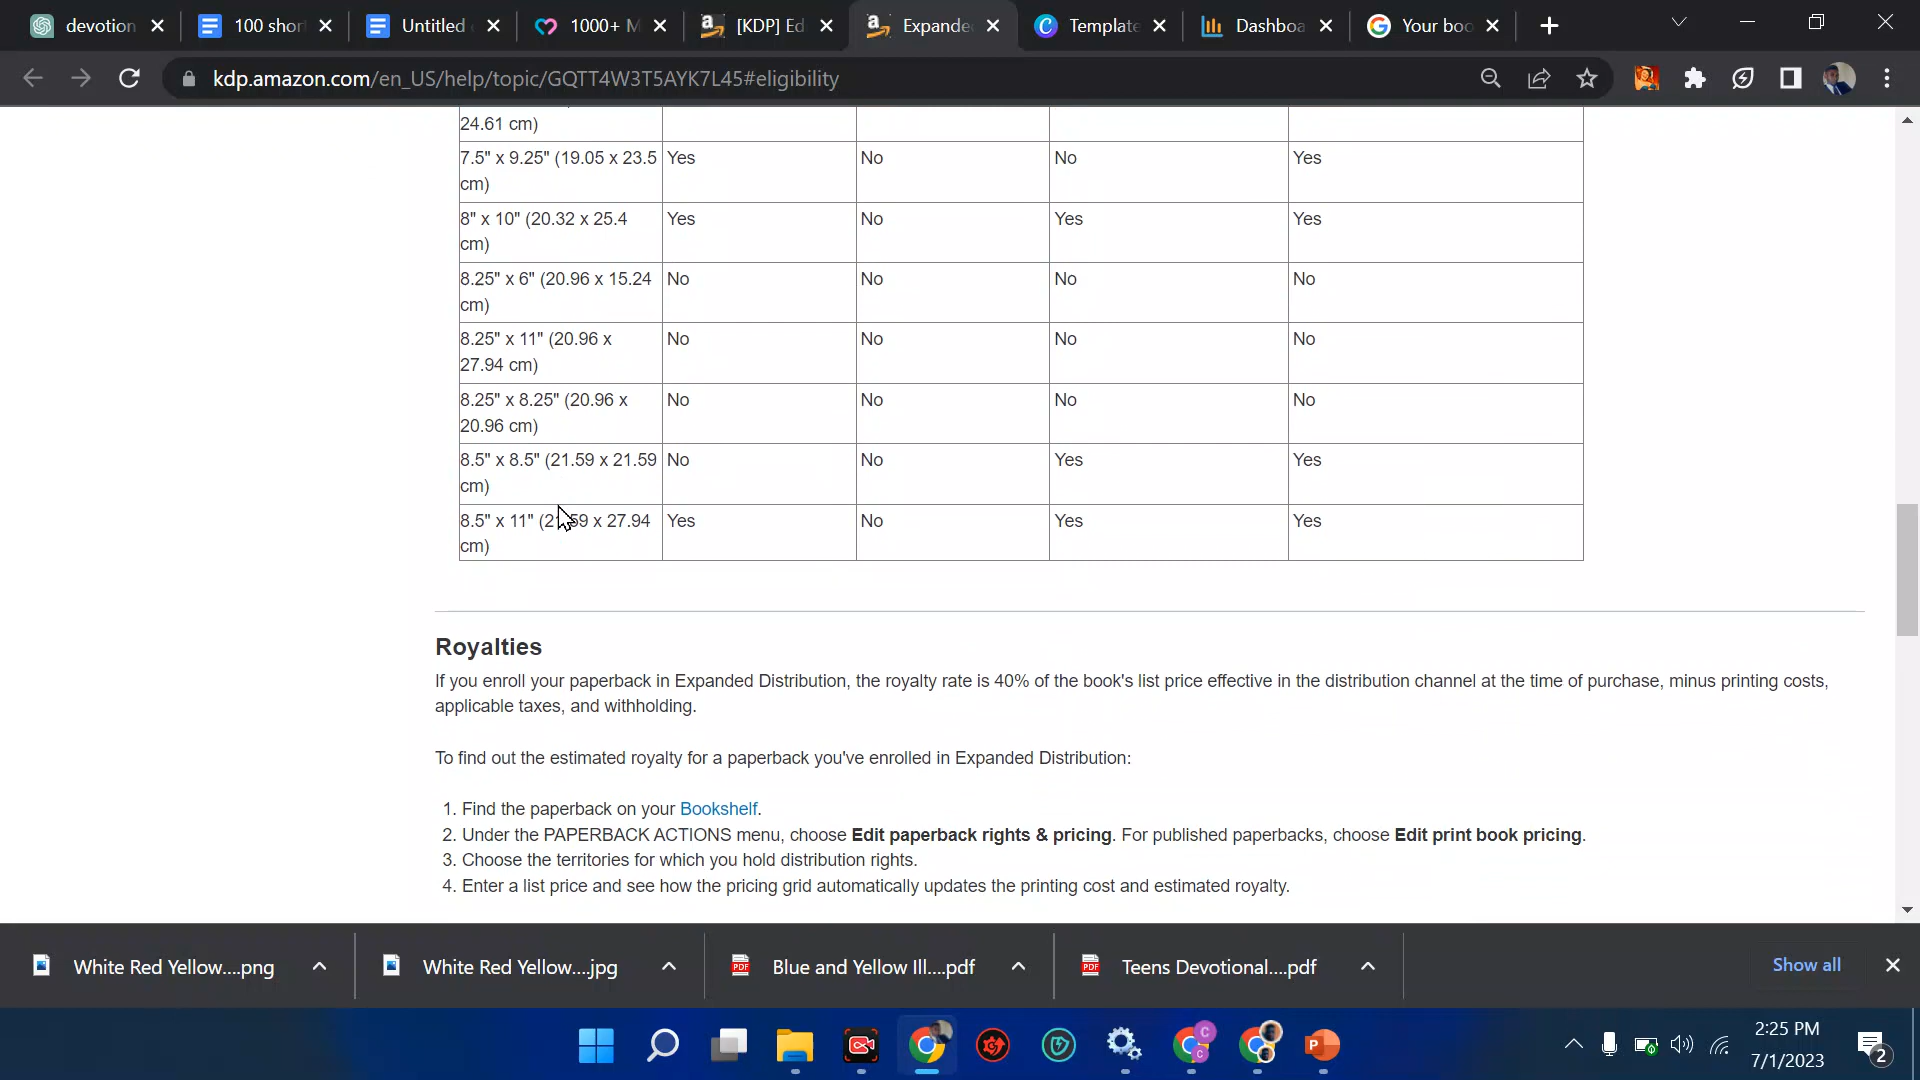 devotion
100 shor
Untitled
1000+ M
[KDP] Ed
Expande
Template
Dashboa
Your boo
kdp.amazon.com/en_US/help/topic/GQTT4W3T5AYK7L45#eligibility
24.61 cm)
7.5" x 9.25" (19.05 x 23.5 Yes No No Yes
cm)
8" x 10" (20.32 x 25.4 Yes No Yes Yes
cm)
8.25" x 6" (20.96 x 15.24 No No No No
cm)
8.25" x 11" (20.96 x No No No No
27.94 cm)
8.25" x 8.25" (20.96 x No No No No
20.96 cm)
8.5" x 8.5" (21.59 x 21.59 No No Yes Yes
cm)
8.5" x 11" (21.59 x 27.94 Yes No Yes Yes
cm)
Royalties
If you enroll your paperback in Expanded Distribution, the royalty rate is 40% of the book's list price effective in the distribution channel at the time of purchase, minus printing costs,
applicable taxes, and withholding.
To find out the estimated royalty for a paperback you've enrolled in Expanded Distribution:
1. Find the paperback on your Bookshelf.
2. Under the PAPERBACK ACTIONS menu, choose Edit paperback rights & pricing. For published paperbacks, choose Edit print book pricing.
3. Choose the territories for which you hold distribution rights.
4. Enter a list price and see how the pricing grid automatically updates the printing cost and estimated royalty.
White Red Yellow....png
White Red Yellow....jpg
Blue and Yellow Ill....pdf
Teens Devotional....pdf
Show all
2:25 PM
7/1/2023
2